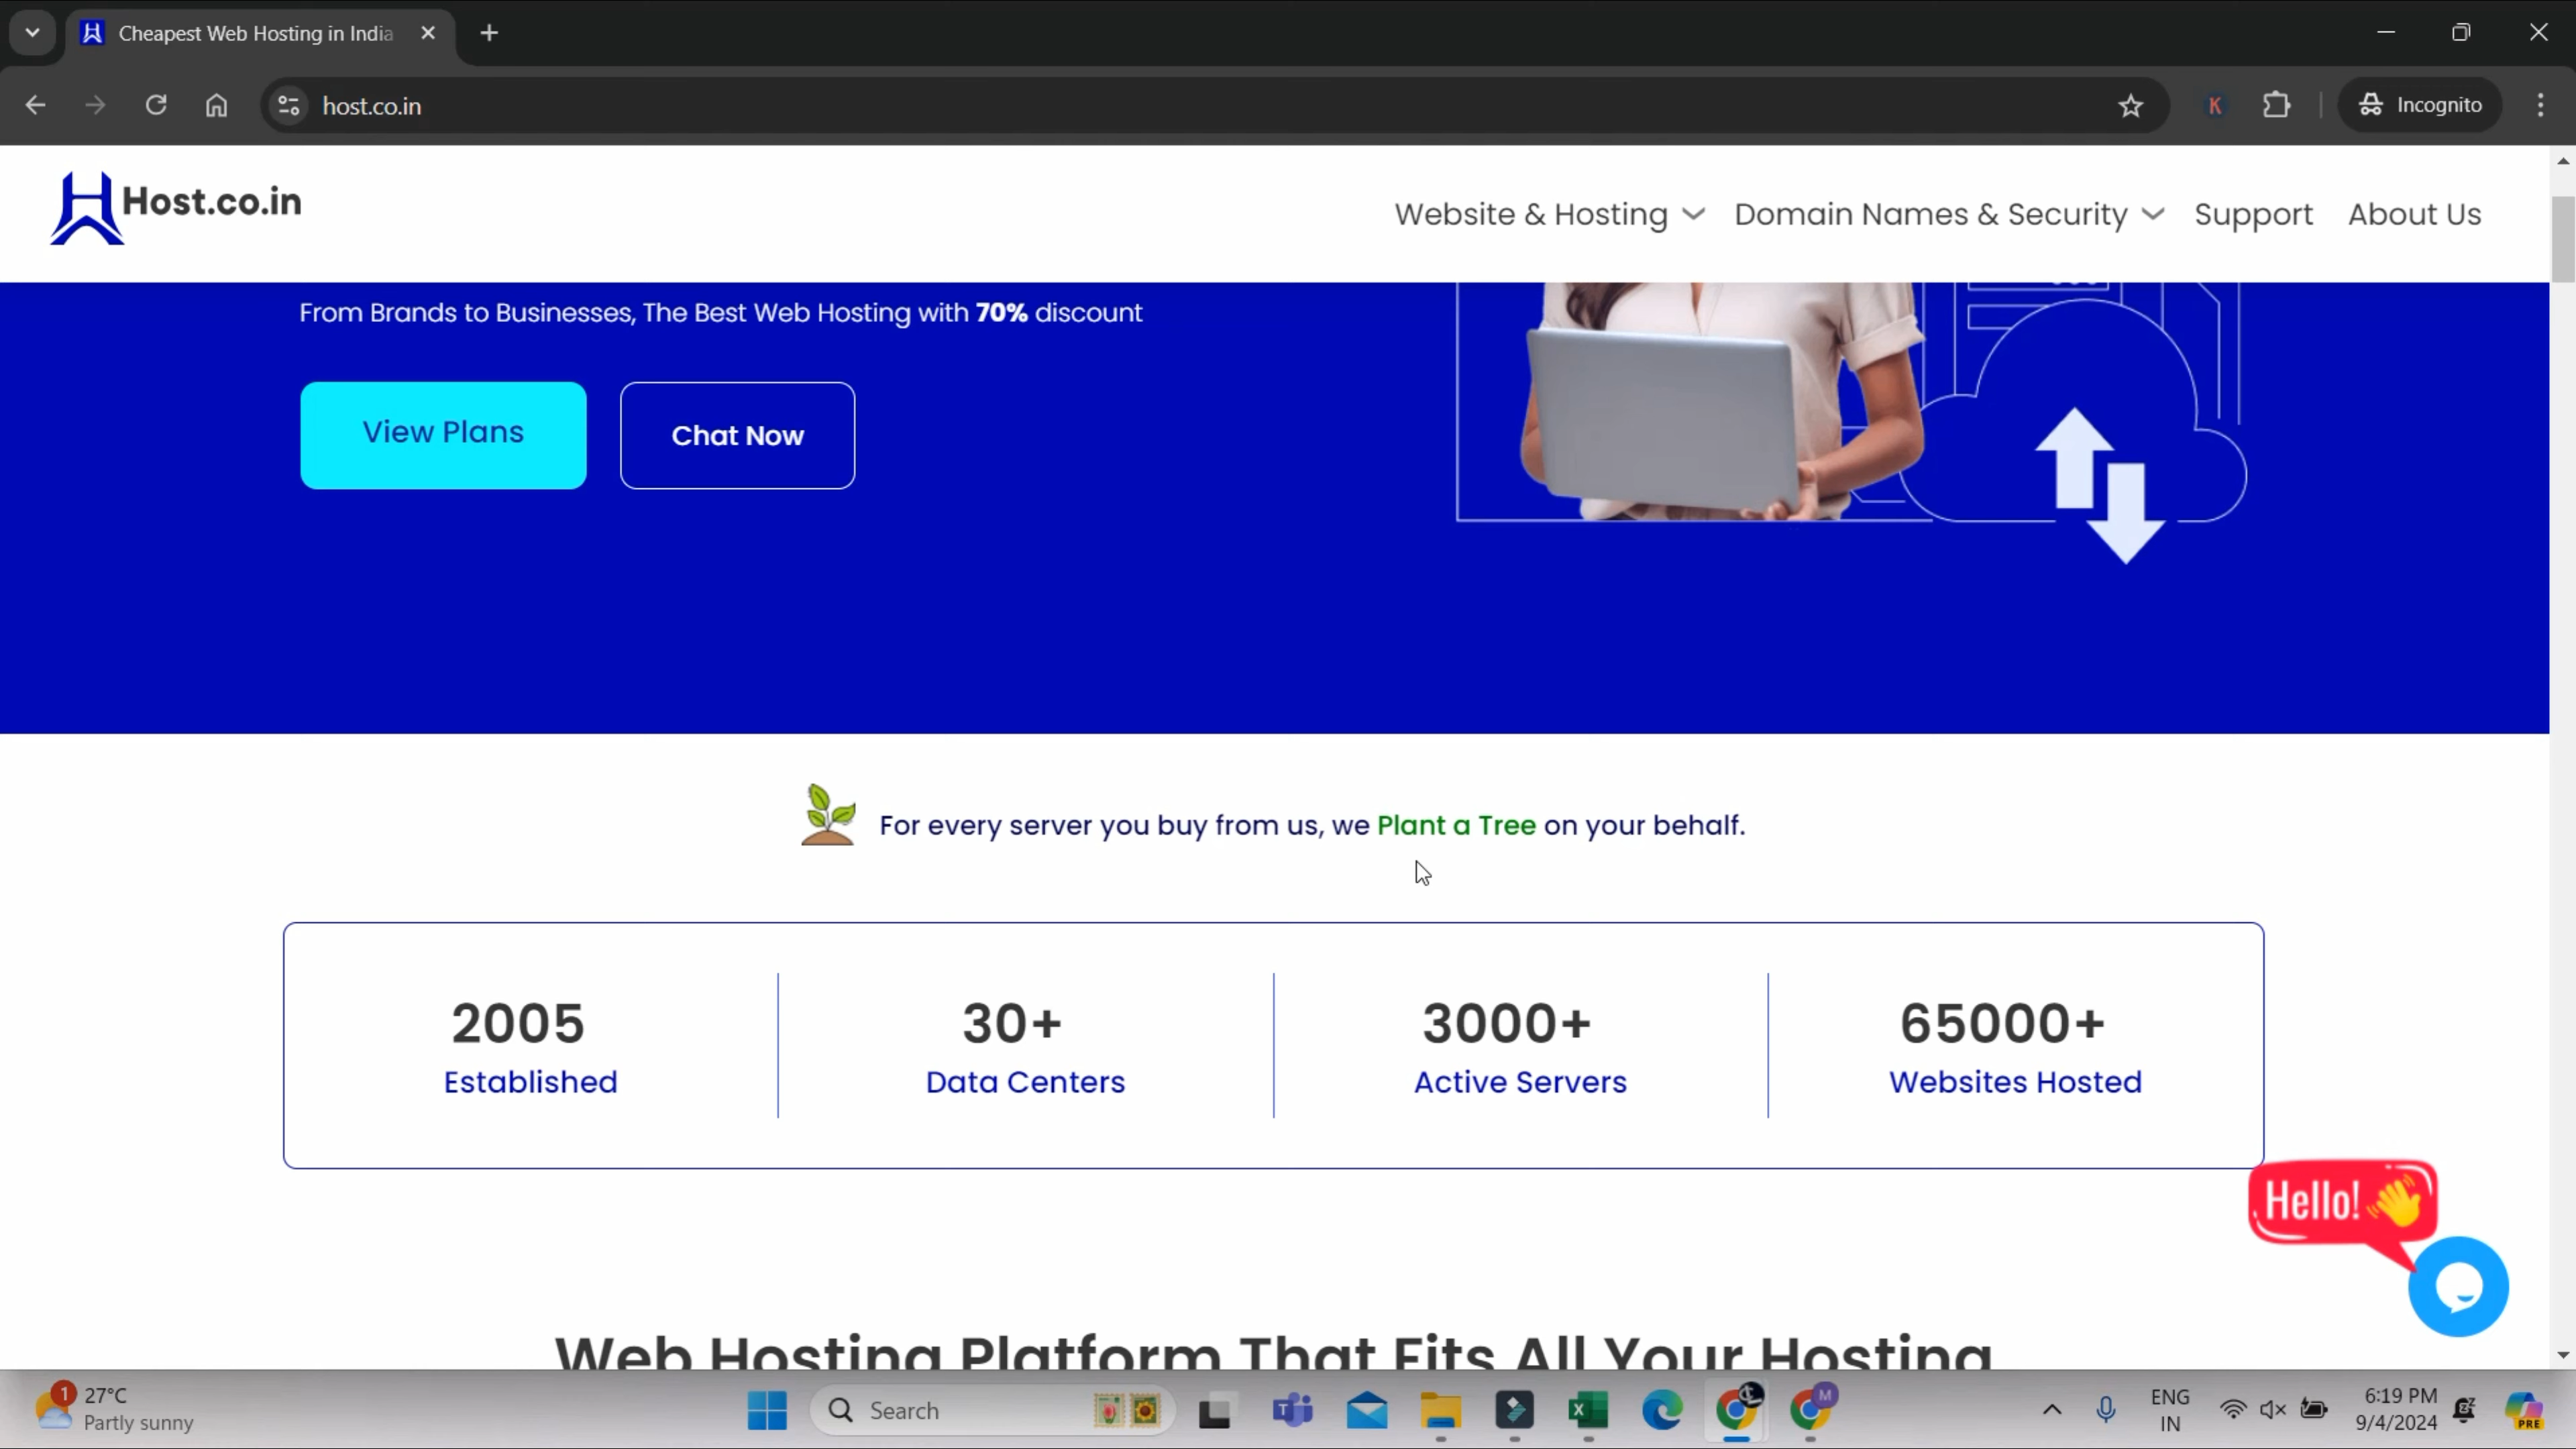 Cheapest Web Hosting in India
host.co.in
K
Incognito
Host.co.in
Website & Hosting
Domain Names & Security
Support
About Us
From Brands to Businesses, The Best Web Hosting with 70% discount
View Plans
Chat Now
For every server you buy from us, we Plant a Tree on your behalf.
2005
Established
30+
Data Centers
3000+
Active Servers
65000+
Websites Hosted
Hello!
Web Hosting Platform That Fits All Your Hosting
1
27°C
Partly sunny
Search
M
ENG
IN
6:19 PM
9/4/2024
PRE